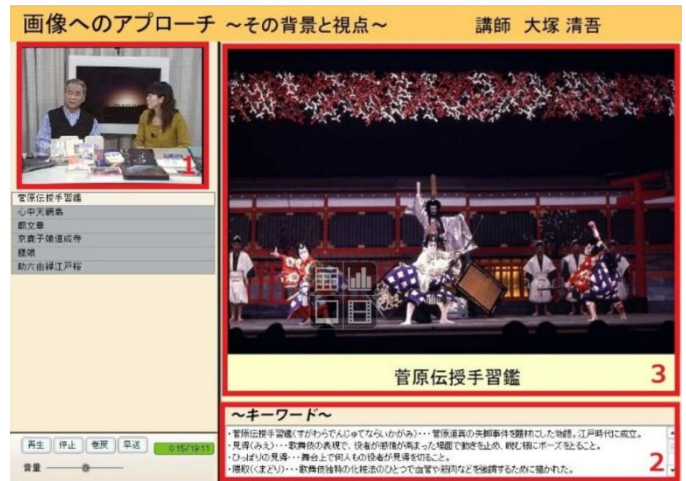 画像へのアプローチ ～その背景と視点～ 講師 大塚 清吾
1
菅原伝授手習鑑
心中天網島
廓文章
京鹿子娘道成寺
鷺娘
助六由縁江戸桜
菅原伝授手習鑑 3
～キーワード～
・菅原伝授手習鑑(すがわらでんじゅてならいかがみ)・・・菅原道真の失脚事件を題材にした物語。江戸時代に成立。
・見得(みえ)・・・歌舞伎の表現で、役者が感情が高まった場面で動きを止め、睨む様にポーズをとること。
・ひっぱりの見得・・・舞台上で何人もの役者が見得を切ること。
・隈取(くまどり)・・・歌舞伎独特の化粧法のひとつで血管や筋肉などを強調するために描かれた。
2
再生 停止 巻戻 早送 0:15/19:11
音量